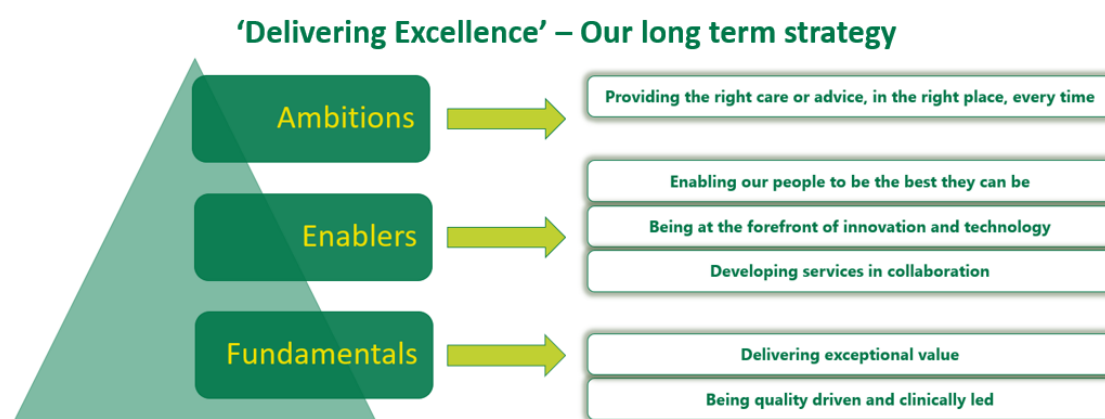 ‘Delivering Excellence’ – Our long term strategy
Ambitions
Providing the right care or advice, in the right place, every time
Enablers
Enabling our people to be the best they can be
Being at the forefront of innovation and technology
Developing services in collaboration
Fundamentals
Delivering exceptional value
Being quality driven and clinically led